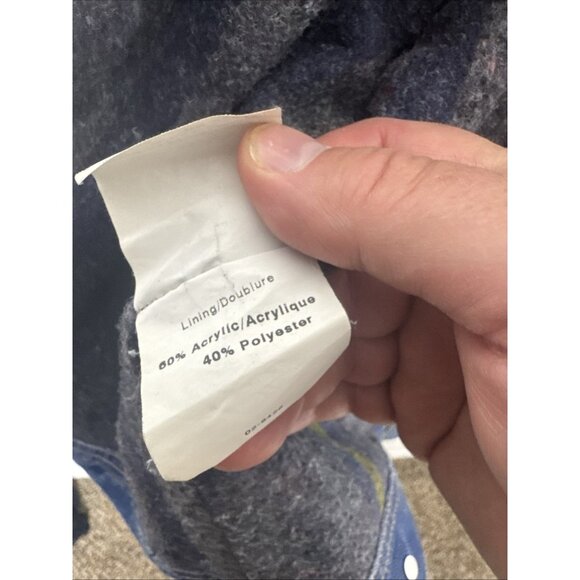 Lining/Doublure
60% Acrylic/Acrylique
40% Polyester